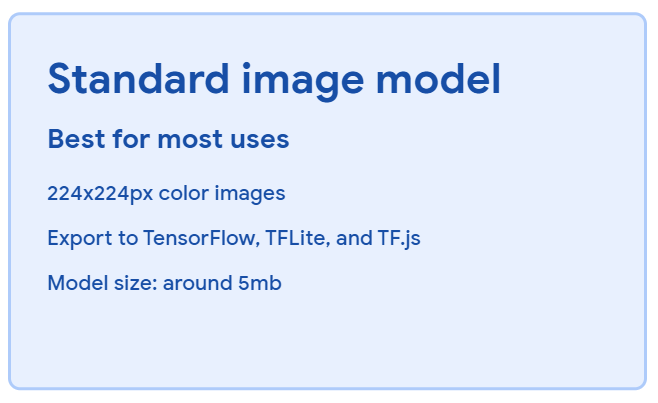 Standard image model
Best for most uses
224x224px color images
Export to TensorFlow, TFLite, and TF.js
Model size: around 5mb